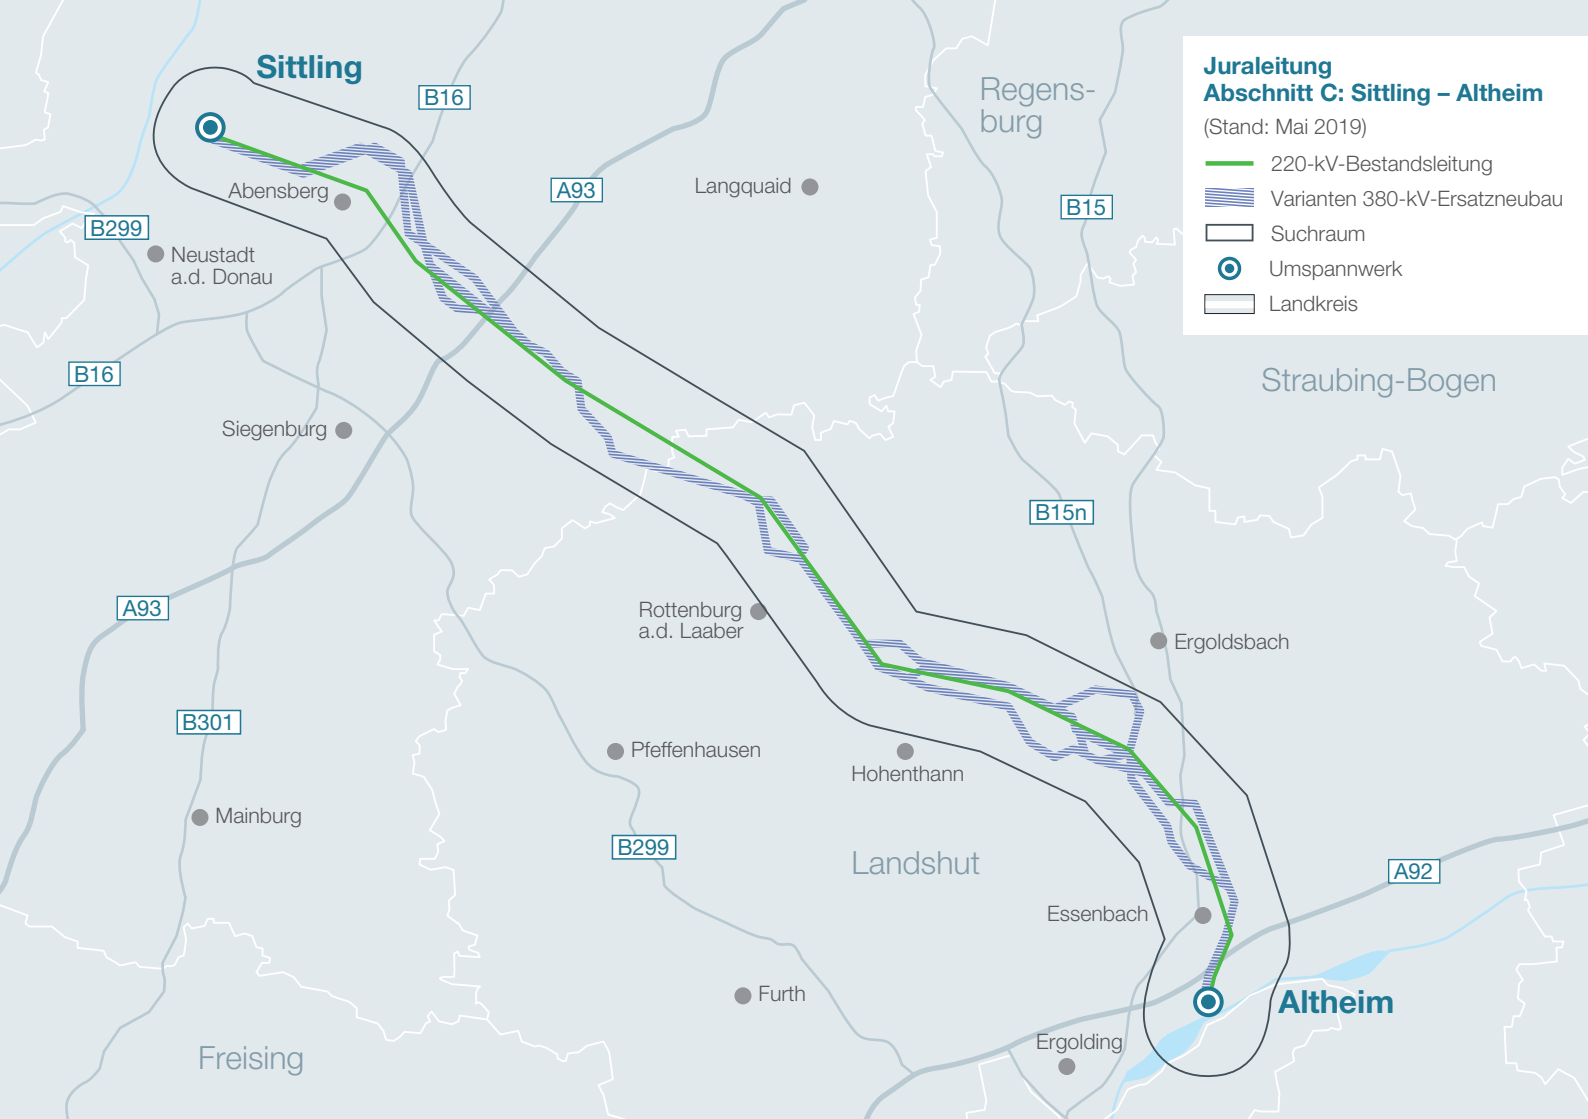 Sittling
B16
Regens-
burg
Juraleitung
Abschnitt C: Sittling – Altheim
(Stand: Mai 2019)
220-kV-Bestandsleitung
Varianten 380-kV-Ersatzneubau
Suchraum
Umspannwerk
Landkreis
Abensberg
A93
Langquaid
B15
B299
Neustadt
a.d. Donau
B16
Straubing-Bogen
Siegenburg
B15n
A93
Rottenburg
a.d. Laaber
Ergoldsbach
B301
Pfeffenhausen
Hohenthann
Mainburg
B299
Landshut
A92
Essenbach
Furth
Altheim
Ergolding
Freising